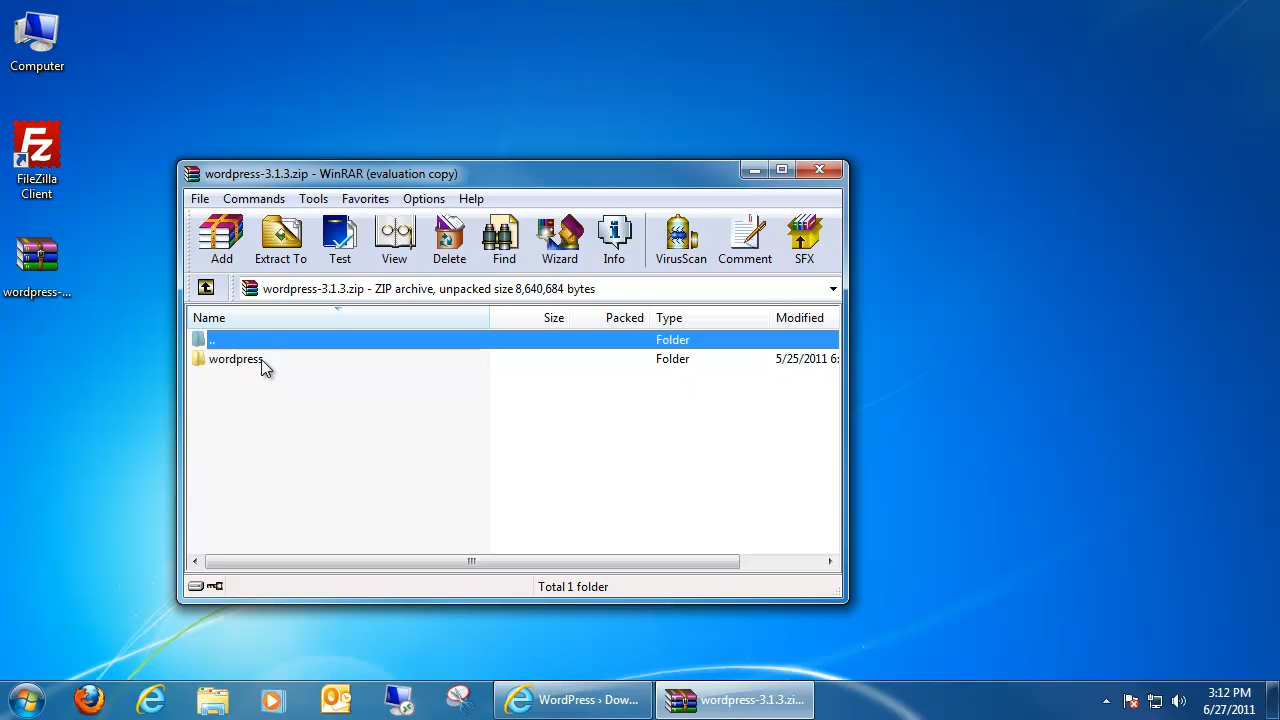 Computer
FileZilla
Client
wordpress-...
wordpress-3.1.3.zip - WinRAR (evaluation copy)
File Commands Tools Favorites Options Help
Add Extract To Test View Delete Find Wizard Info VirusScan Comment SFX
wordpress-3.1.3.zip - ZIP archive, unpacked size 8,640,684 bytes
Name Size Packed Type Modified
.. Folder
wordpress Folder 5/25/2011 6:
Total 1 folder
WordPress › Dow... wordpress-3.1.3.zi... 3:12 PM
6/27/2011